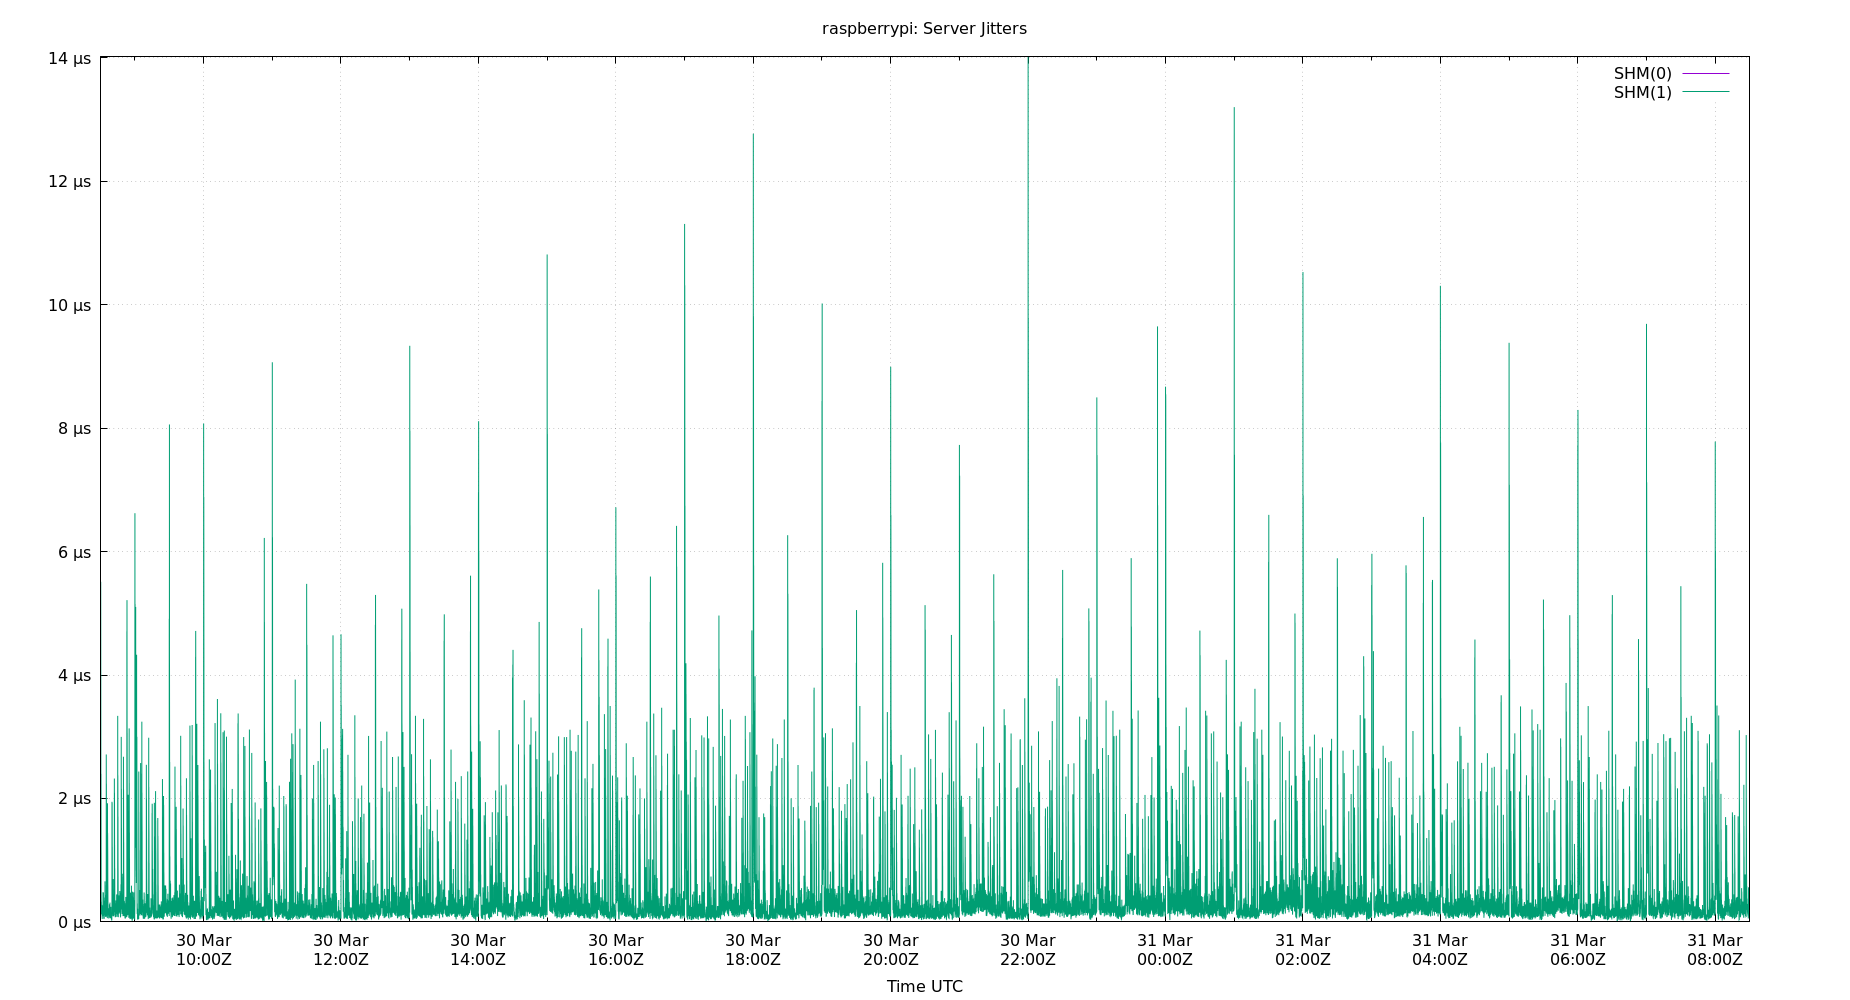 raspberrypi: Server Jitters
14 µs
12 µs
10 µs
8 µs
6 µs
4 µs
2 µs
0 µs
SHM(0)
SHM(1)
30 Mar 30 Mar 30 Mar 30 Mar 30 Mar 30 Mar 30 Mar 31 Mar 31 Mar 31 Mar 31 Mar 31 Mar
10:00Z 12:00Z 14:00Z 16:00Z 18:00Z 20:00Z 22:00Z 00:00Z 02:00Z 04:00Z 06:00Z 08:00Z
Time UTC